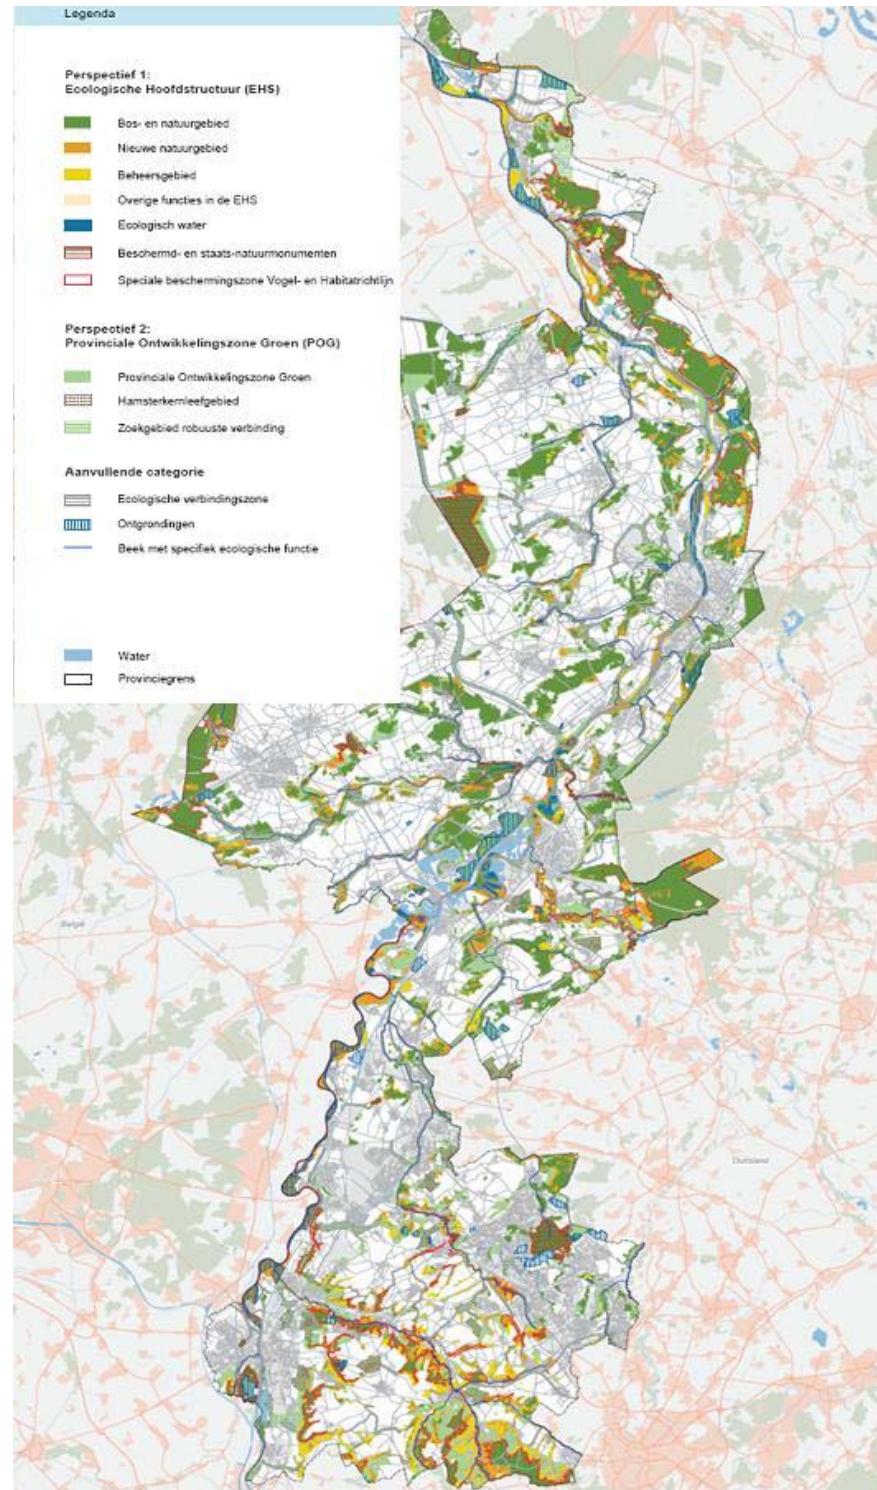 Legenda
Perspectief 1:
Ecologische Hoofdstructuur (EHS)
Bos- en natuurgebied
Nieuwe natuurgebied
Beheersgebied
Overige functies in de EHS
Ecologisch water
Beschermd- en staats-natuurmonumenten
Speciale beschermingszone Vogel- en Habitatrichtlijn
Perspectief 2:
Provinciale Ontwikkelingszone Groen (POG)
Provinciale Ontwikkelingszone Groen
Hamsterkernleefgebied
Zoekgebied robuuste verbinding
Aanvullende categorie
Ecologische verbindingszone
Ontgrondingen
Beek met specifiek ecologische functie
Water
Provinciegrens
België
Duitsland